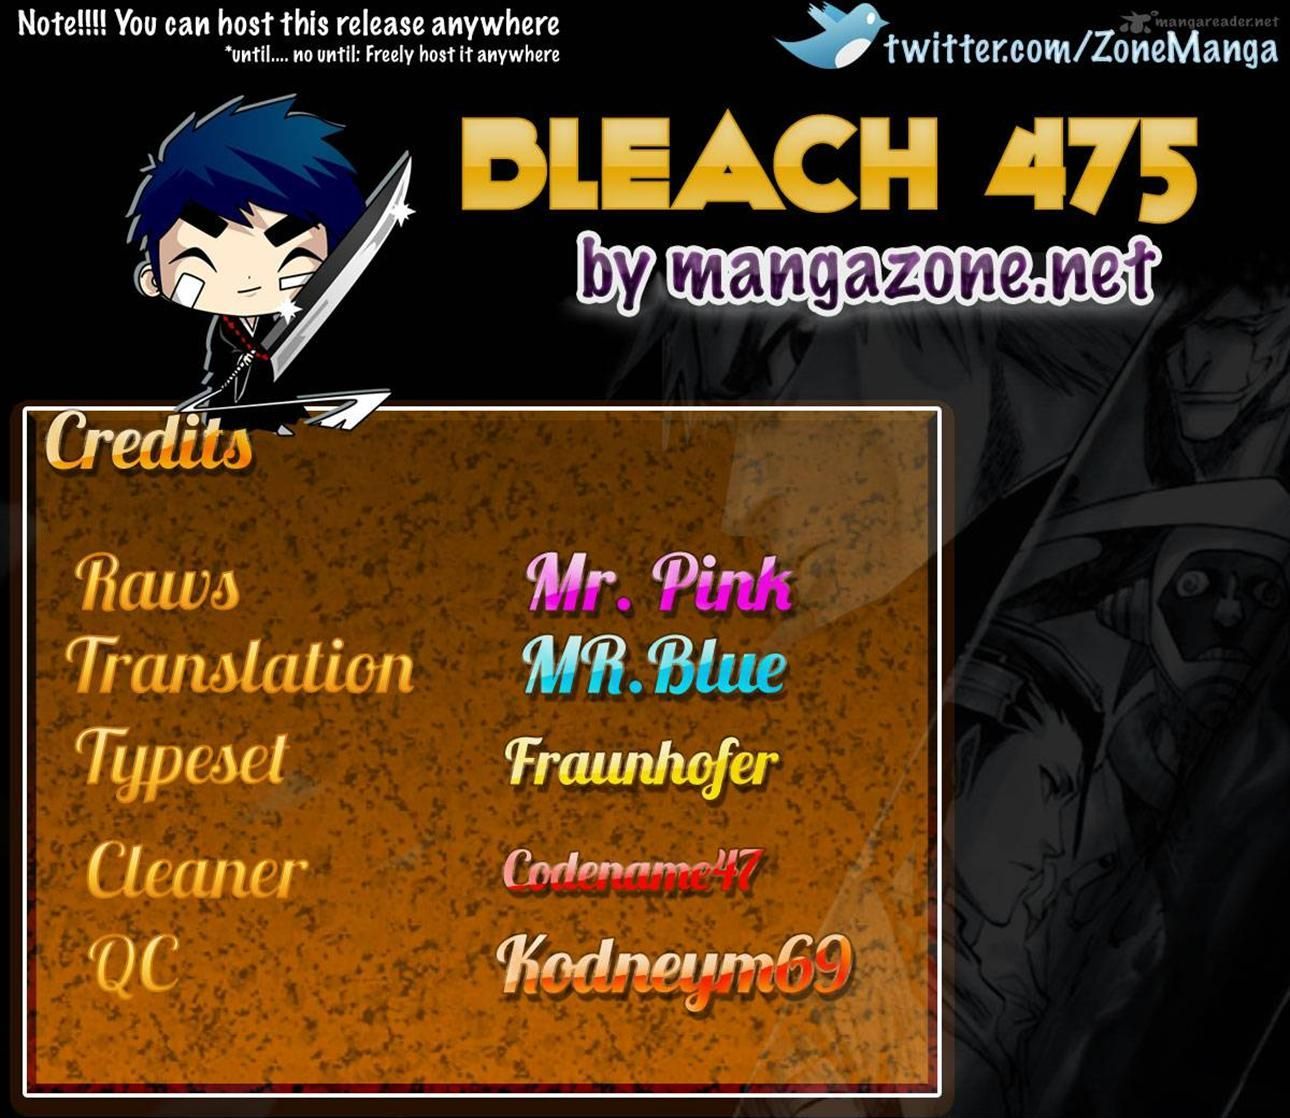 Note!!!! You can host this release anywhere
*until.... no until: Freely host it anywhere
mangareader.net
twitter.com/ZoneManga
BLEACH 475
by mangazone.net
Credits
Raws Mr. Pink
Translation MR.Blue
Typeset Fraunhofer
Cleaner Codename47
QC Kodneym69